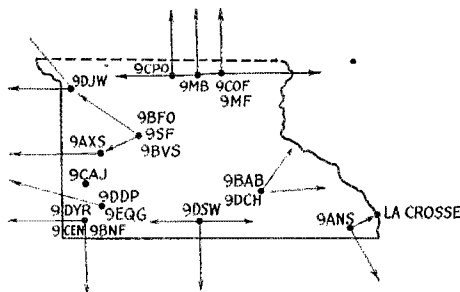 9CPO
9DJW
9MB
9COF
9MF
9BFO
9SF
9BVS
9AXS
9CAJ
9BAB
9DCH
9DDP
9EQG
9DYR
9CEN
9BNF
9DSW
9ANS
LA CROSSE